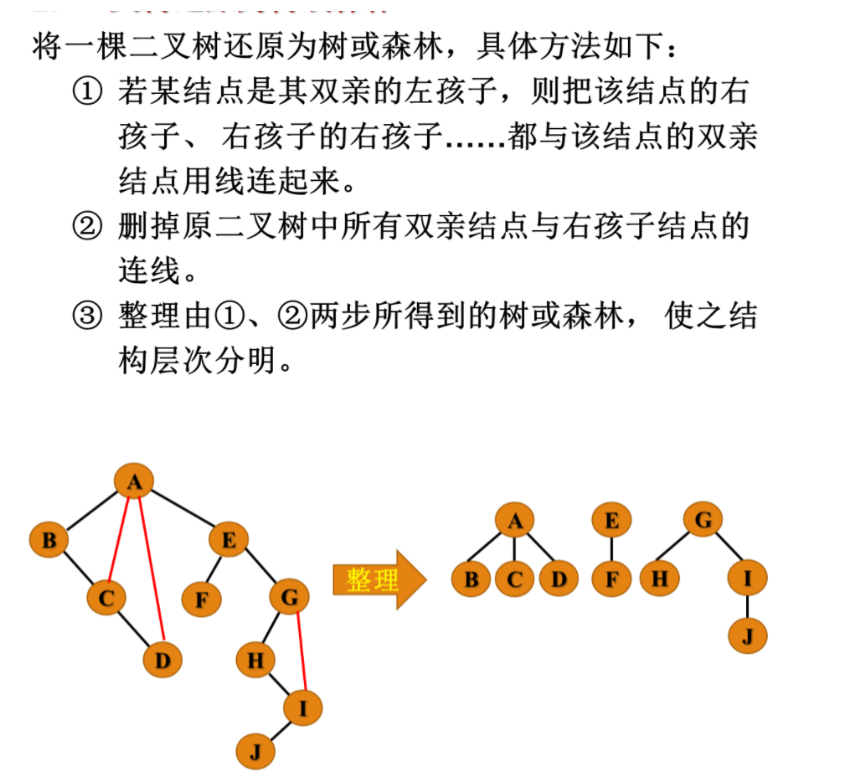 将一棵二叉树还原为树或森林，具体方法如下：
① 若某结点是其双亲的左孩子，则把该结点的右
孩子、 右孩子的右孩子……都与该结点的双亲
结点用线连起来。
② 删掉原二叉树中所有双亲结点与右孩子结点的
连线。
③ 整理由①、②两步所得到的树或森林， 使之结
构层次分明。
A
B
E
C
F
G
D
H
I
J
整理
A
E
G
B
C
D
F
H
I
J